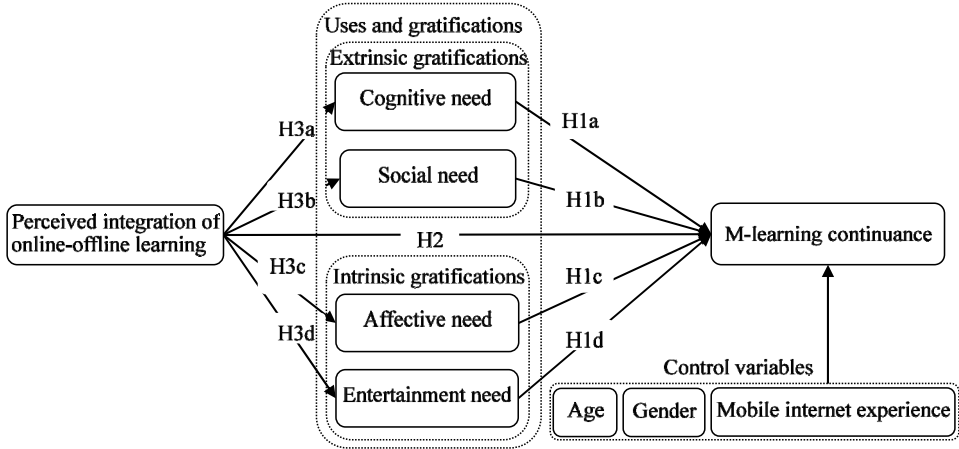 Uses and gratifications
Extrinsic gratifications
Cognitive need
H1a
H3a
Social need
H3b
H1b
Perceived integration of
online-offline learning
H2
M-learning continuance
H3c
Intrinsic gratifications
H1c
Affective need
H3d
H1d
Control variables
Entertainment need
Age
Gender
Mobile internet experience